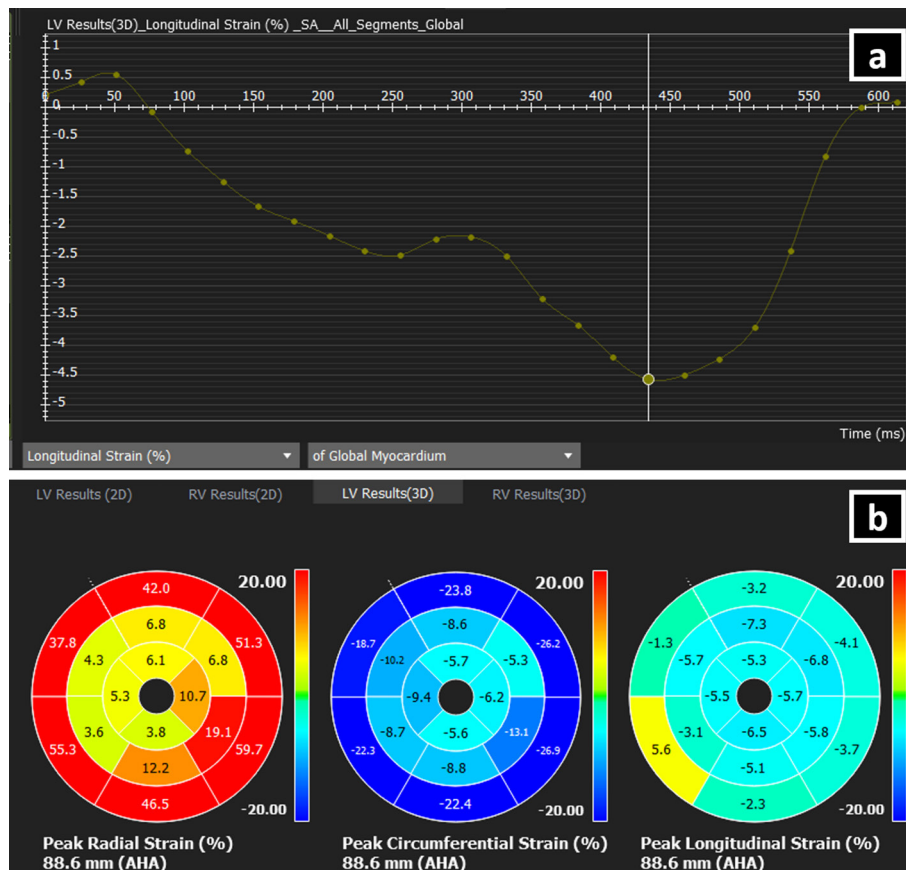 LV Results(3D)_Longitudinal Strain (%) _SA__All_Segments_Global
a
1
0.5
0 50 100 150 200 250 300 350 400 450 500 550 600
-0.5
-1
-1.5
-2
-2.5
-3
-3.5
-4
-4.5
-5
Time (ms)
Longitudinal Strain (%) of Global Myocardium
LV Results (2D) RV Results(2D) LV Results(3D) RV Results(3D)
b
20.00 20.00 20.00
42.0 -23.8 -3.2
37.8 6.8 51.3 -18.7 -8.6 -26.2 -1.3 -7.3 -4.1
4.3 6.1 6.8 -10.2 -5.7 -5.3 -5.7 -5.3 -6.8
5.3 10.7 -9.4 -6.2 -5.5 -5.7
3.6 3.8 19.1 -8.7 -5.6 -13.1 -3.1 -6.5 -5.8
55.3 12.2 59.7 -22.3 -8.8 -26.9 5.6 -5.1 -3.7
46.5 -22.4 -2.3
-20.00 -20.00 -20.00
Peak Radial Strain (%) Peak Circumferential Strain (%) Peak Longitudinal Strain (%)
88.6 mm (AHA) 88.6 mm (AHA) 88.6 mm (AHA)